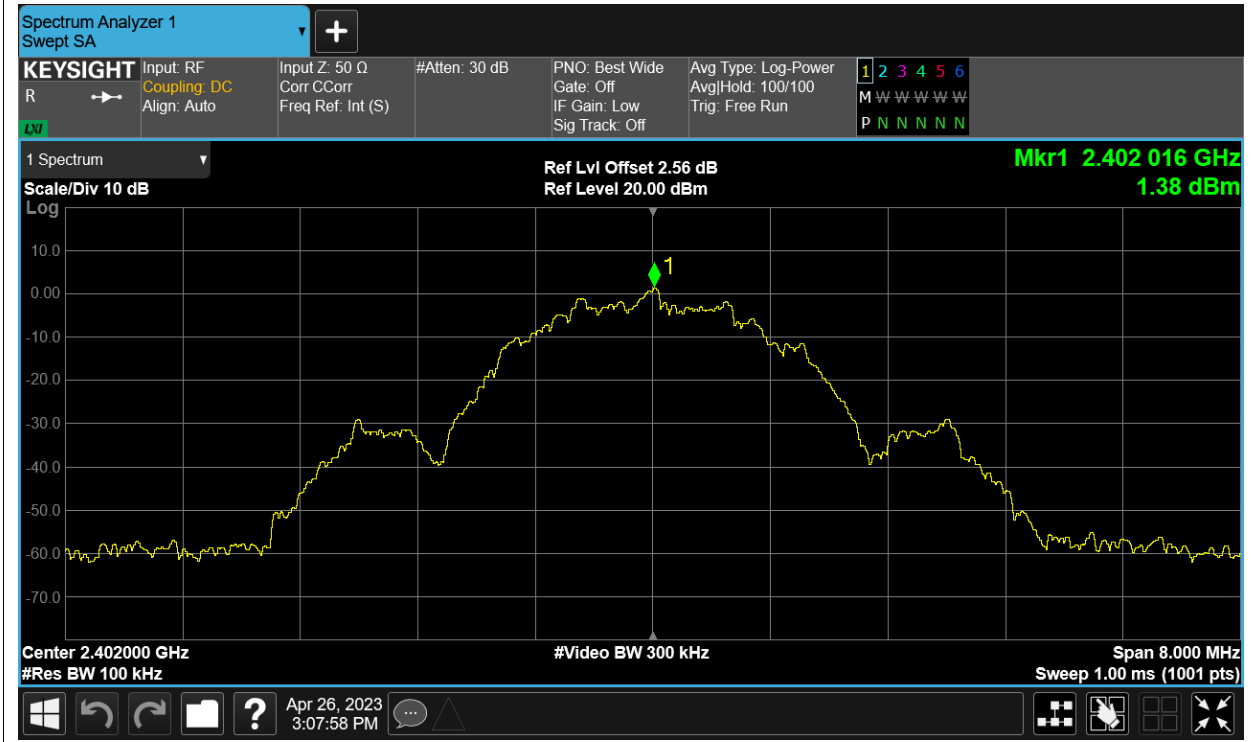 Spectrum Analyzer 1
Swept SA
+
KEYSIGHT
R
LXI
Input: RF
Coupling: DC
Align: Auto
Input Z: 50 Ω
Corr CCorr
Freq Ref: Int (S)
#Atten: 30 dB
PNO: Best Wide
Gate: Off
IF Gain: Low
Sig Track: Off
Avg Type: Log-Power
Avg|Hold: 100/100
Trig: Free Run
1 2 3 4 5 6
M W W W W W W
P N N N N N N
1 Spectrum
Scale/Div 10 dB
Log
Ref Lvl Offset 2.56 dB
Ref Level 20.00 dBm
Mkr1 2.402 016 GHz
1.38 dBm
1
10.0
0.00
-10.0
-20.0
-30.0
-40.0
-50.0
-60.0
-70.0
Center 2.402000 GHz
#Video BW 300 kHz
Span 8.000 MHz
#Res BW 100 kHz
Sweep 1.00 ms (1001 pts)
?
Apr 26, 2023
3:07:58 PM